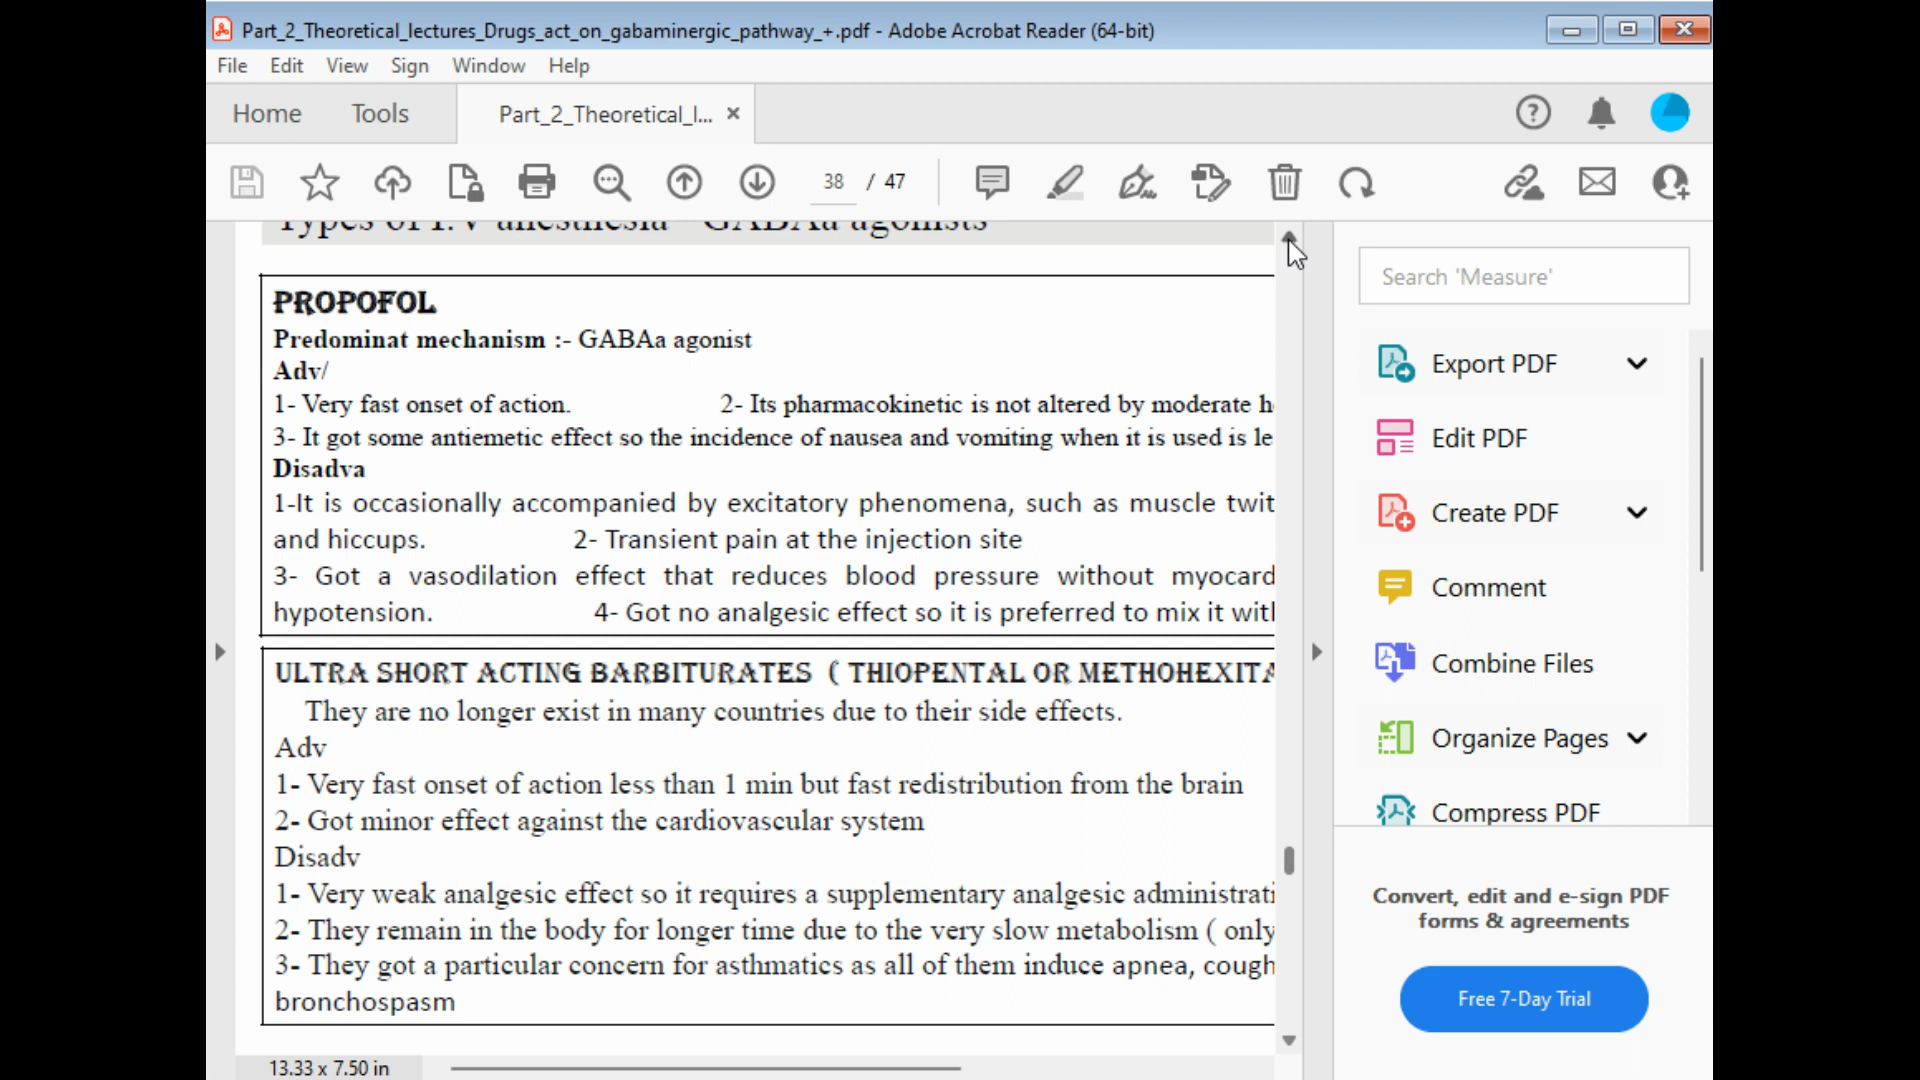 Part_2_Theoretical_lectures_Drugs_act_on_gabaminergic_pathway_+.pdf - Adobe Acrobat Reader (64-bit)
File Edit View Sign Window Help
Home Tools Part_2_Theoretical_l... ×
38 / 47
Types of I.V anesthesia GABAa agonists
PROPOFOL
Predominat mechanism :- GABAa agonist
Adv/
1- Very fast onset of action. 2- Its pharmacokinetic is not altered by moderate h
3- It got some antiemetic effect so the incidence of nausea and vomiting when it is used is le
Disadva
1-It is occasionally accompanied by excitatory phenomena, such as muscle twit
and hiccups. 2- Transient pain at the injection site
3- Got a vasodilation effect that reduces blood pressure without myocard
hypotension. 4- Got no analgesic effect so it is preferred to mix it wit
ULTRA SHORT ACTING BARBITURATES ( THIOPENTAL OR METHOHEXITA
They are no longer exist in many countries due to their side effects.
Adv
1- Very fast onset of action less than 1 min but fast redistribution from the brain
2- Got minor effect against the cardiovascular system
Disadv
1- Very weak analgesic effect so it requires a supplementary analgesic administrati
2- They remain in the body for longer time due to the very slow metabolism ( only
3- They got a particular concern for asthmatics as all of them induce apnea, cough
bronchospasm
13.33 x 7.50 in
Search 'Measure'
Export PDF
Edit PDF
Create PDF
Comment
Combine Files
Organize Pages
Compress PDF
Convert, edit and e-sign PDF
forms & agreements
Free 7-Day Trial